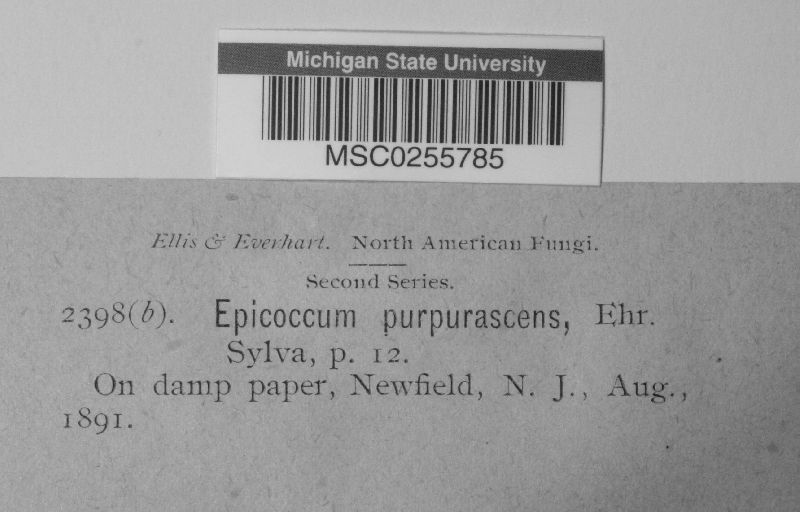 Michigan State University
MSC0255785
Ellis & Everhart. North American Fungi.
Second Series.
2398(b). Epicoccum purpurascens, Ehr.
Sylva, p. 12.
On damp paper, Newfield, N. J., Aug.,
1891.